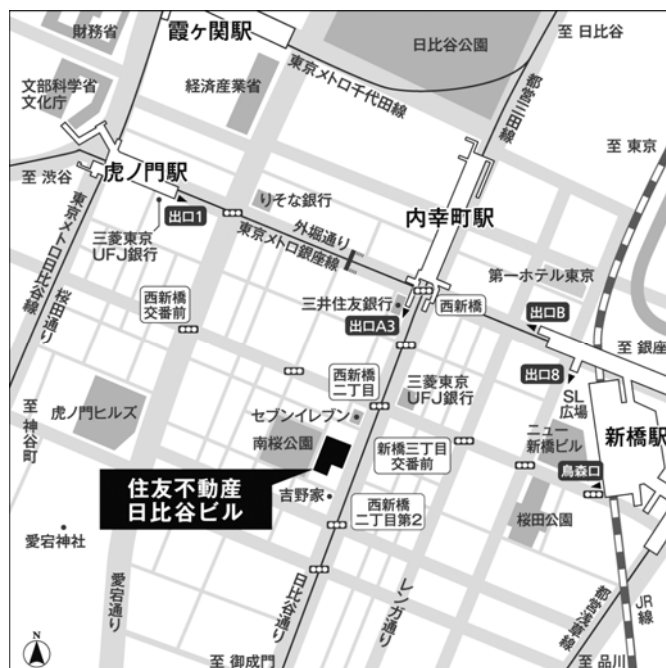 財務省
霞ヶ関駅
日比谷公園
至 日比谷
文部科学省
文化庁
経済産業省
東京メトロ千代田線
都営三田線
至 東京
至 渋谷
虎ノ門駅
りそな銀行
内幸町駅
出口1
外堀通り
東京メトロ銀座線
三菱東京
UFJ銀行
東京メトロ日比谷線
桜田通り
第一ホテル東京
西新橋
交番前
三井住友銀行
西新橋
出口A3
出口B
至 銀座
西新橋
二丁目
三菱東京
UFJ銀行
出口8
SL
広場
虎ノ門ヒルズ
セブンイレブン
南桜公園
新橋三丁目
交番前
ニュー
新橋ビル
新橋駅
至 神谷町
住友不動産
日比谷ビル
吉野家
烏森口
西新橋
二丁目第2
桜田公園
愛宕神社
愛宕通り
日比谷通り
レンガ通り
都営浅草線
JR線
N
至 御成門
至 品川